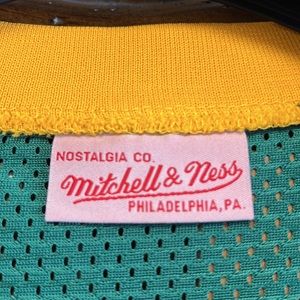 NOSTALGIA CO.
Mitchell & Ness
PHILADELPHIA, PA.